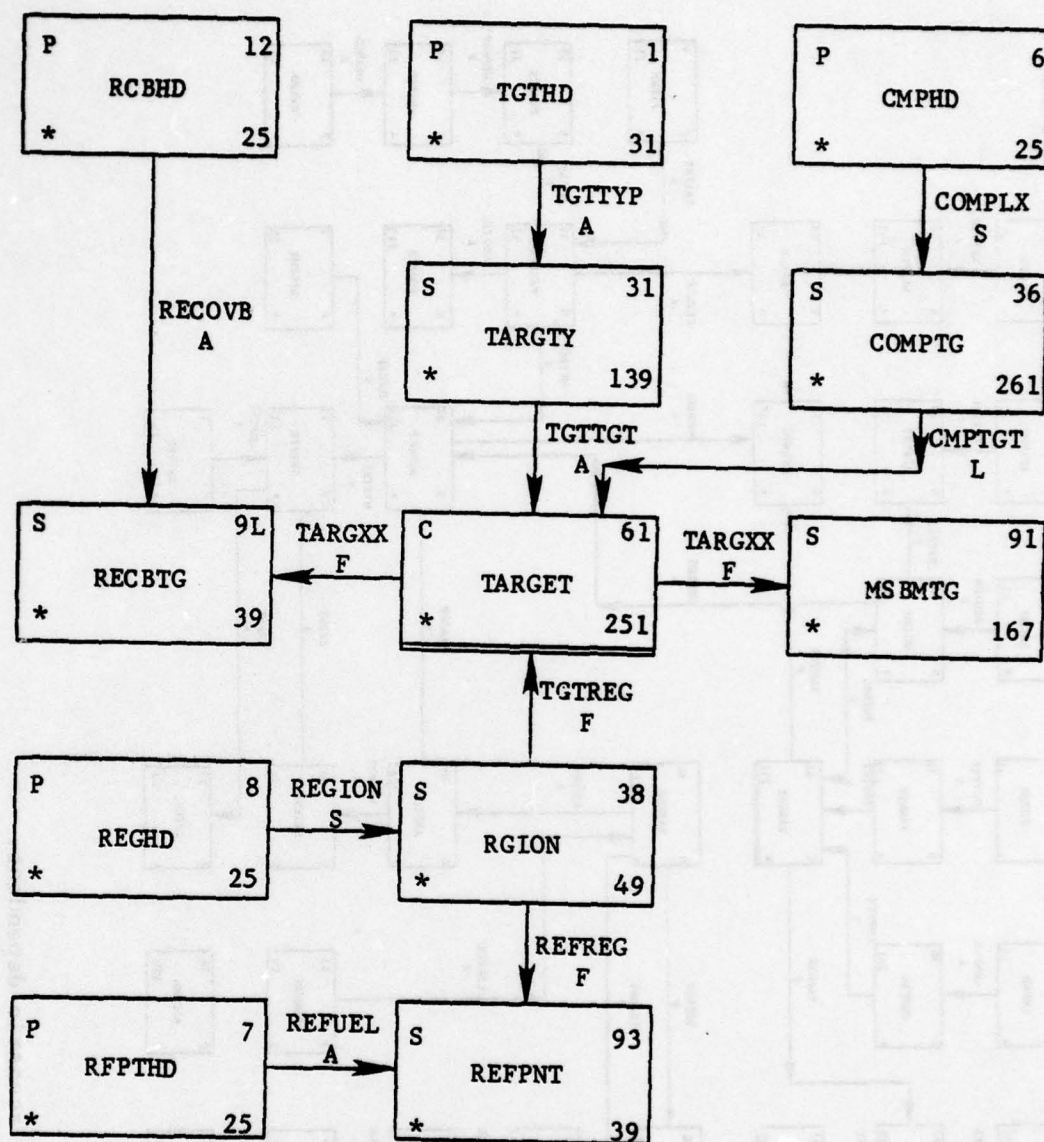 P 12
RCBHD
* 25
P 1
TGTHD
* 31
P 6
CMPHD
* 25
TGTTYP
A
COMPLX
S
RECOVB
A
S 31
TARGTY
* 139
S 36
COMPTG
* 261
TGTTGT
A
CMPTGT
L
S 9L
RECBTG
* 39
TARGXX
F
C 61
TARGET
* 251
TARGXX
F
S 91
MSBMTG
* 167
TGTREG
F
P 8
REGHD
* 25
REGION
S
S 38
RGION
* 49
REFREG
F
P 7
RFPTHD
* 25
REFUEL
A
S 93
REFPNT
* 39